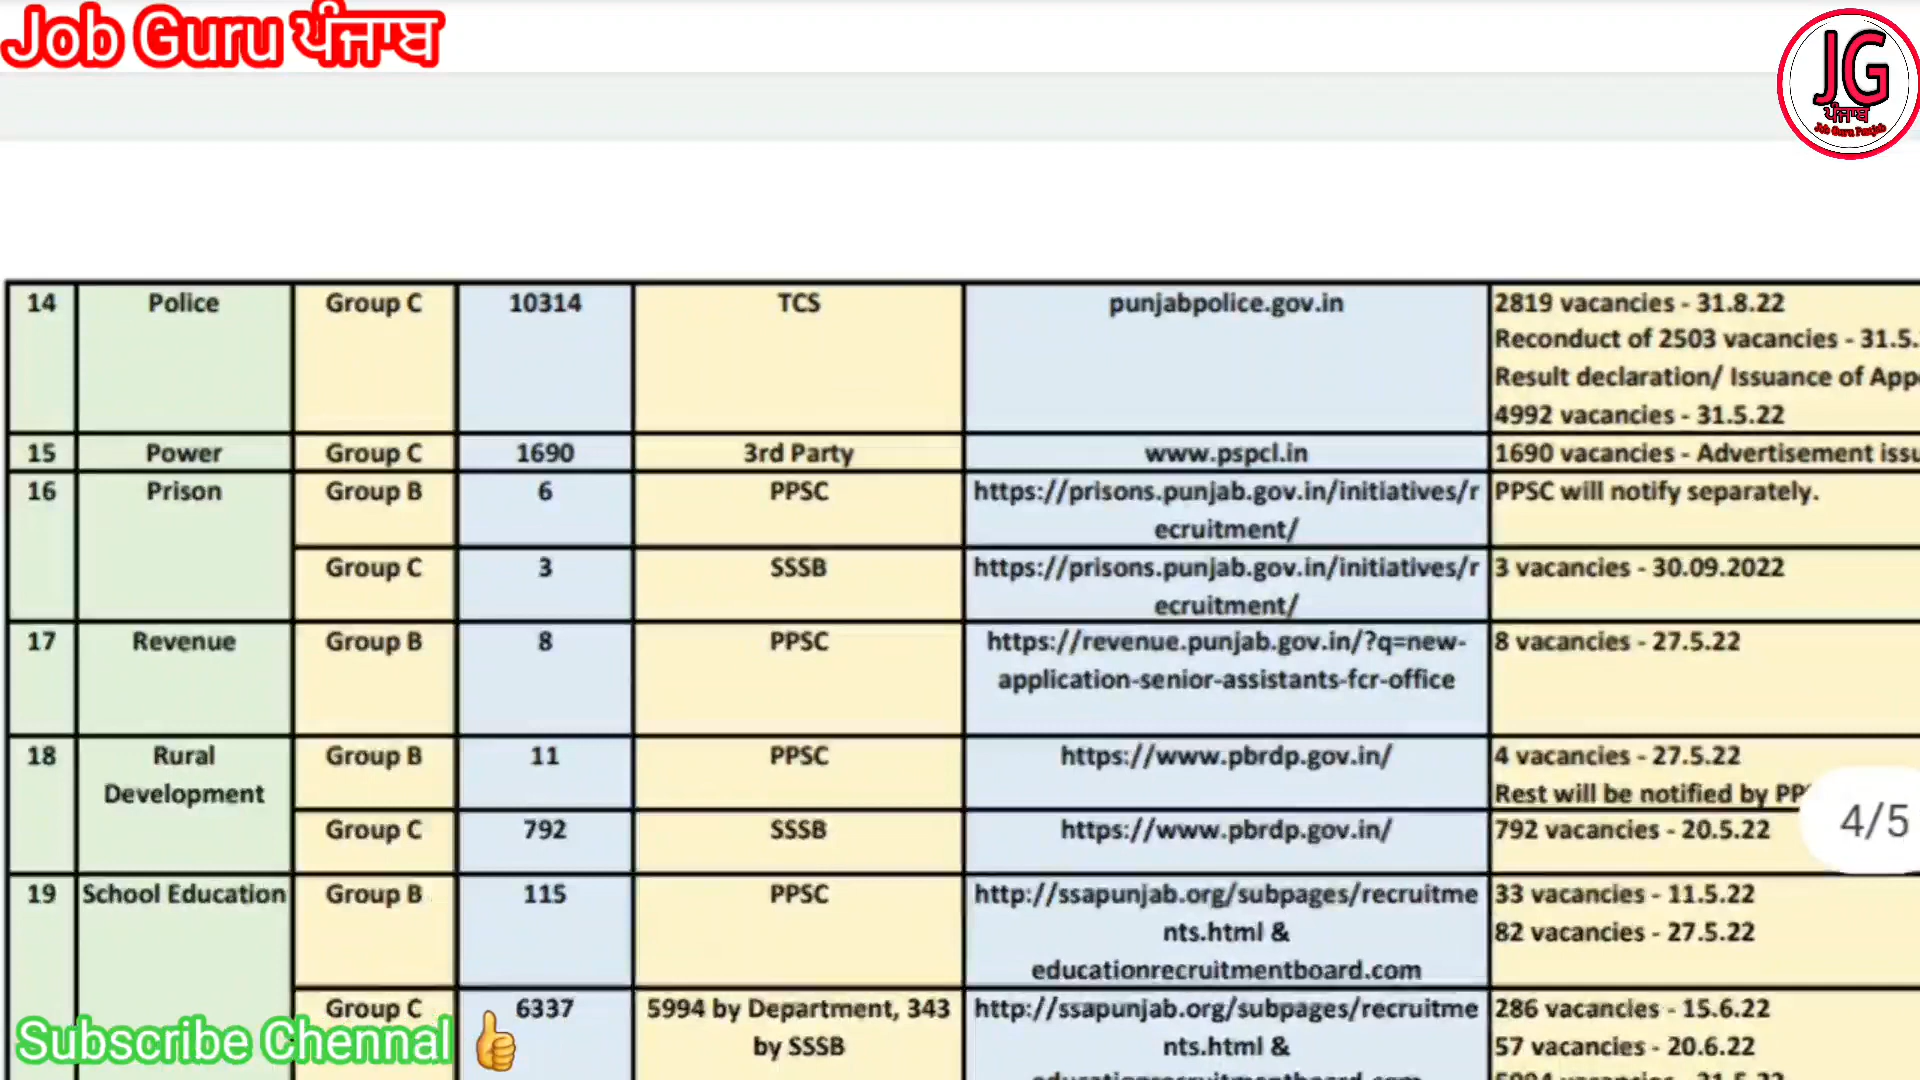 Job Guru ਪੰਜਾਬ
JG
ਪੰਜਾਬ
Job Guru Punjab
14 Police Group C 10314 TCS punjabpolice.gov.in 2819 vacancies - 31.8.22
Reconduct of 2503 vacancies - 31.5.
Result declaration/ Issuance of App
4992 vacancies - 31.5.22
15 Power Group C 1690 3rd Party www.pspcl.in 1690 vacancies - Advertisement issu
16 Prison Group B 6 PPSC https://prisons.punjab.gov.in/initiatives/r PPSC will notify separately.
ecruitment/
Group C 3 SSSB https://prisons.punjab.gov.in/initiatives/r 3 vacancies - 30.09.2022
ecruitment/
17 Revenue Group B 8 PPSC https://revenue.punjab.gov.in/?q=new- 8 vacancies - 27.5.22
application-senior-assistants-fcr-office
18 Rural Group B 11 PPSC https://www.pbrdp.gov.in/ 4 vacancies - 27.5.22
Development Rest will be notified by PP
Group C 792 SSSB https://www.pbrdp.gov.in/ 792 vacancies - 20.5.22
4/5
19 School Education Group B 115 PPSC http://ssapunjab.org/subpages/recruitme 33 vacancies - 11.5.22
nts.html & 82 vacancies - 27.5.22
educationrecruitmentboard.com
Group C 6337 5994 by Department, 343 http://ssapunjab.org/subpages/recruitme 286 vacancies - 15.6.22
by SSSB nts.html & 57 vacancies - 20.6.22
Subscribe Chennal